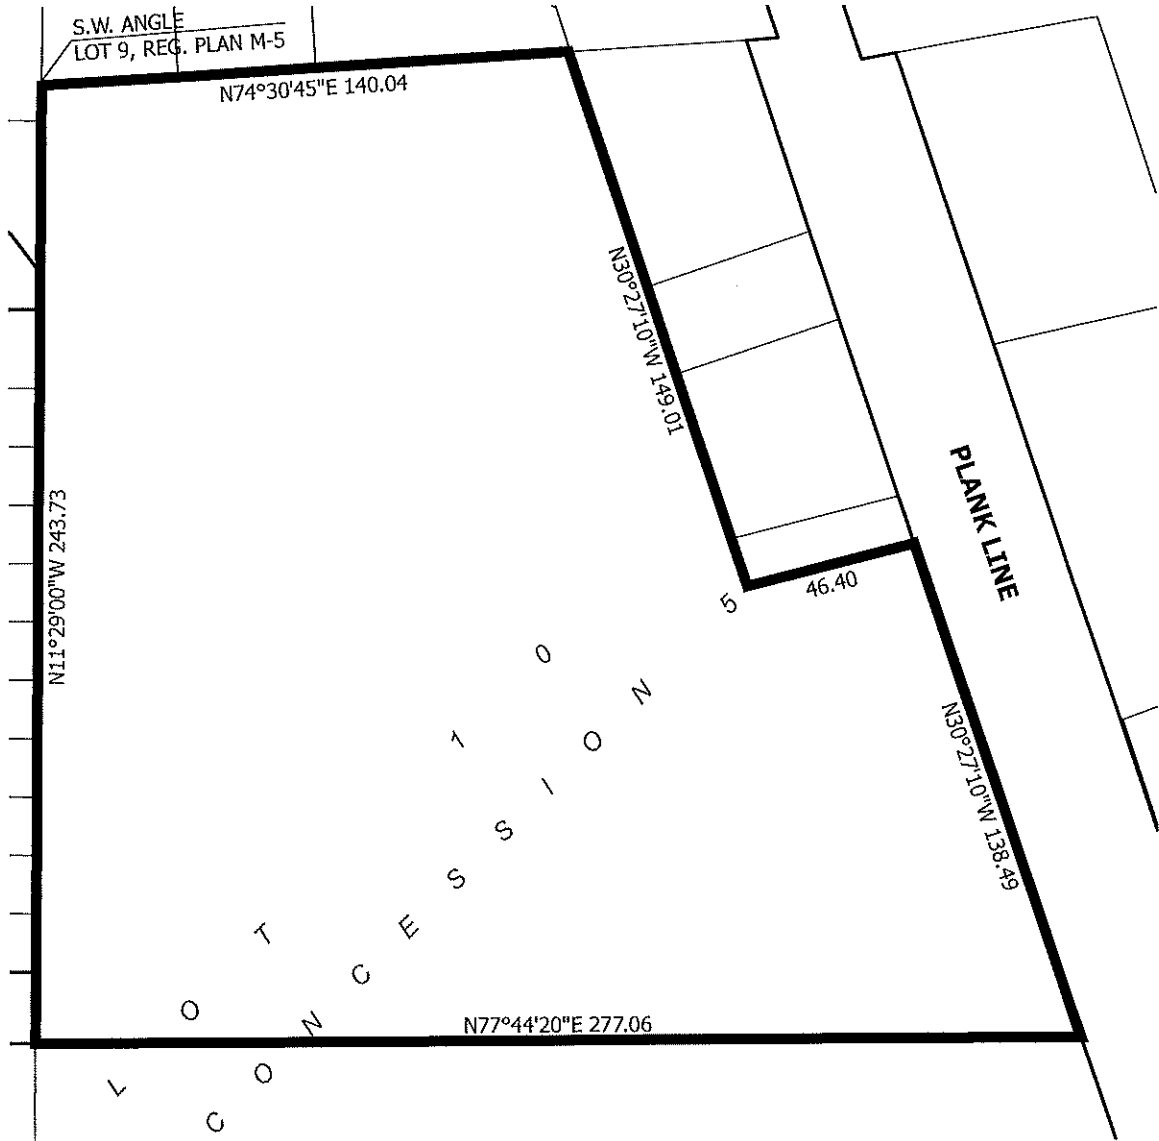 S.W. ANGLE
LOT 9, REG. PLAN M-5
N74°30'45"E 140.04
N30°27'10"W 149.01
PLANK LINE
N11°29'00"W 243.73
46.40
N30°27'10"W 138.49
LOT 10
CONCESSION 5
N77°44'20"E 277.06